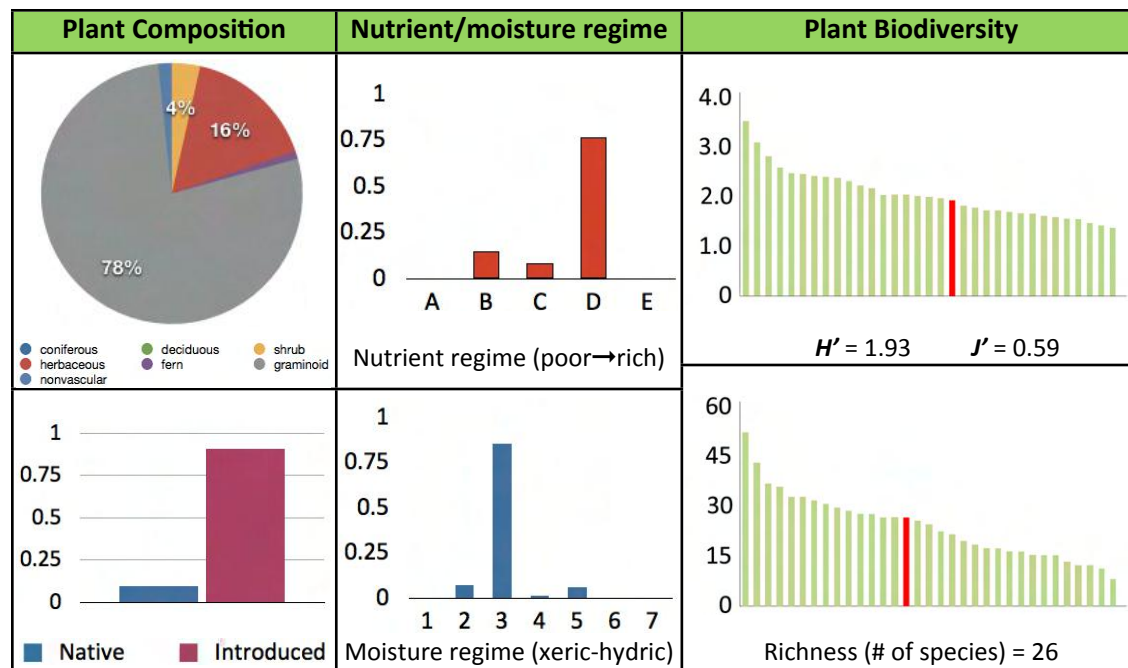 Plant Composition
Nutrient/moisture regime
Plant Biodiversity
4%
16%
78%
coniferous
deciduous
shrub
herbaceous
fern
graminoid
nonvascular
1
0.75
0.5
0.25
0
A B C D E
Nutrient regime (poor→rich)
4.0
3.0
2.0
1.0
0
H’ = 1.93 J’ = 0.59
1
0.75
0.5
0.25
0
Native Introduced
1
0.75
0.5
0.25
0
1 2 3 4 5 6 7
Moisture regime (xeric-hydric)
60
45
30
15
0
Richness (# of species) = 26